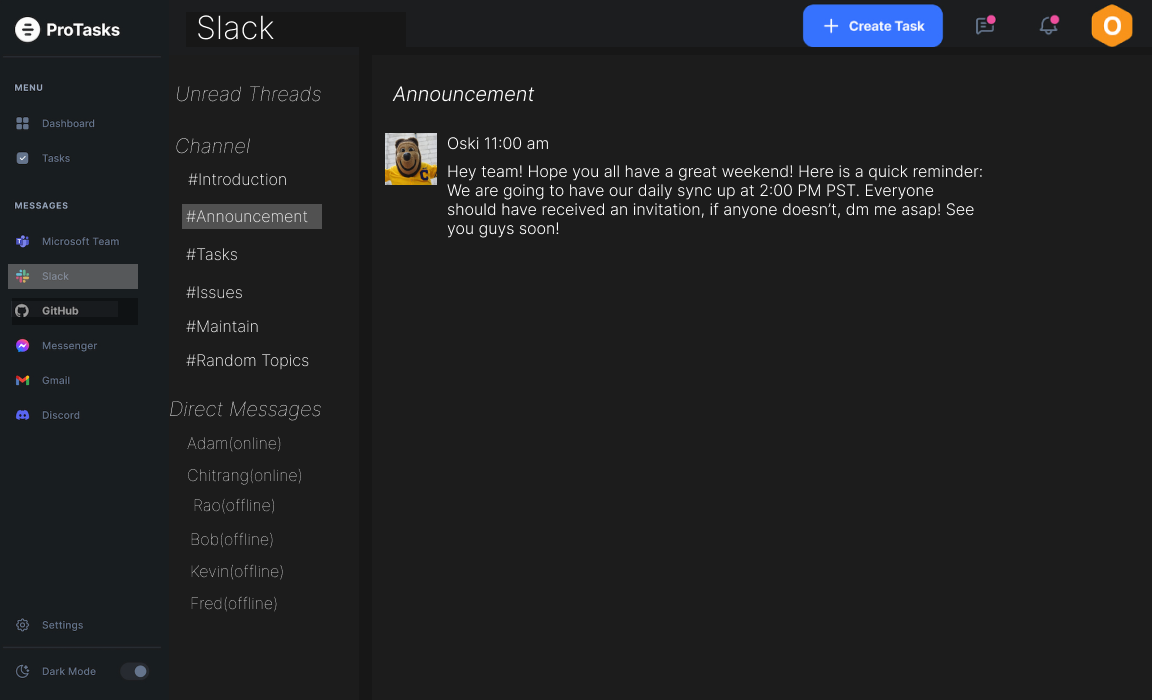 ProTasks
MENU
Dashboard
Tasks
MESSAGES
Microsoft Team
Slack
GitHub
Messenger
Gmail
Discord
Settings
Dark Mode
Slack
Create Task
O
Unread Threads
Channel
#Introduction
#Announcement
#Tasks
#Issues
#Maintain
#Random Topics
Direct Messages
Adam(online)
Chitrang(online)
Rao(offline)
Bob(offline)
Kevin(offline)
Fred(offline)
Announcement
Oski 11:00 am
Hey team! Hope you all have a great weekend! Here is a quick reminder:
We are going to have our daily sync up at 2:00 PM PST. Everyone
should have received an invitation, if anyone doesn’t, dm me asap! See
you guys soon!
C